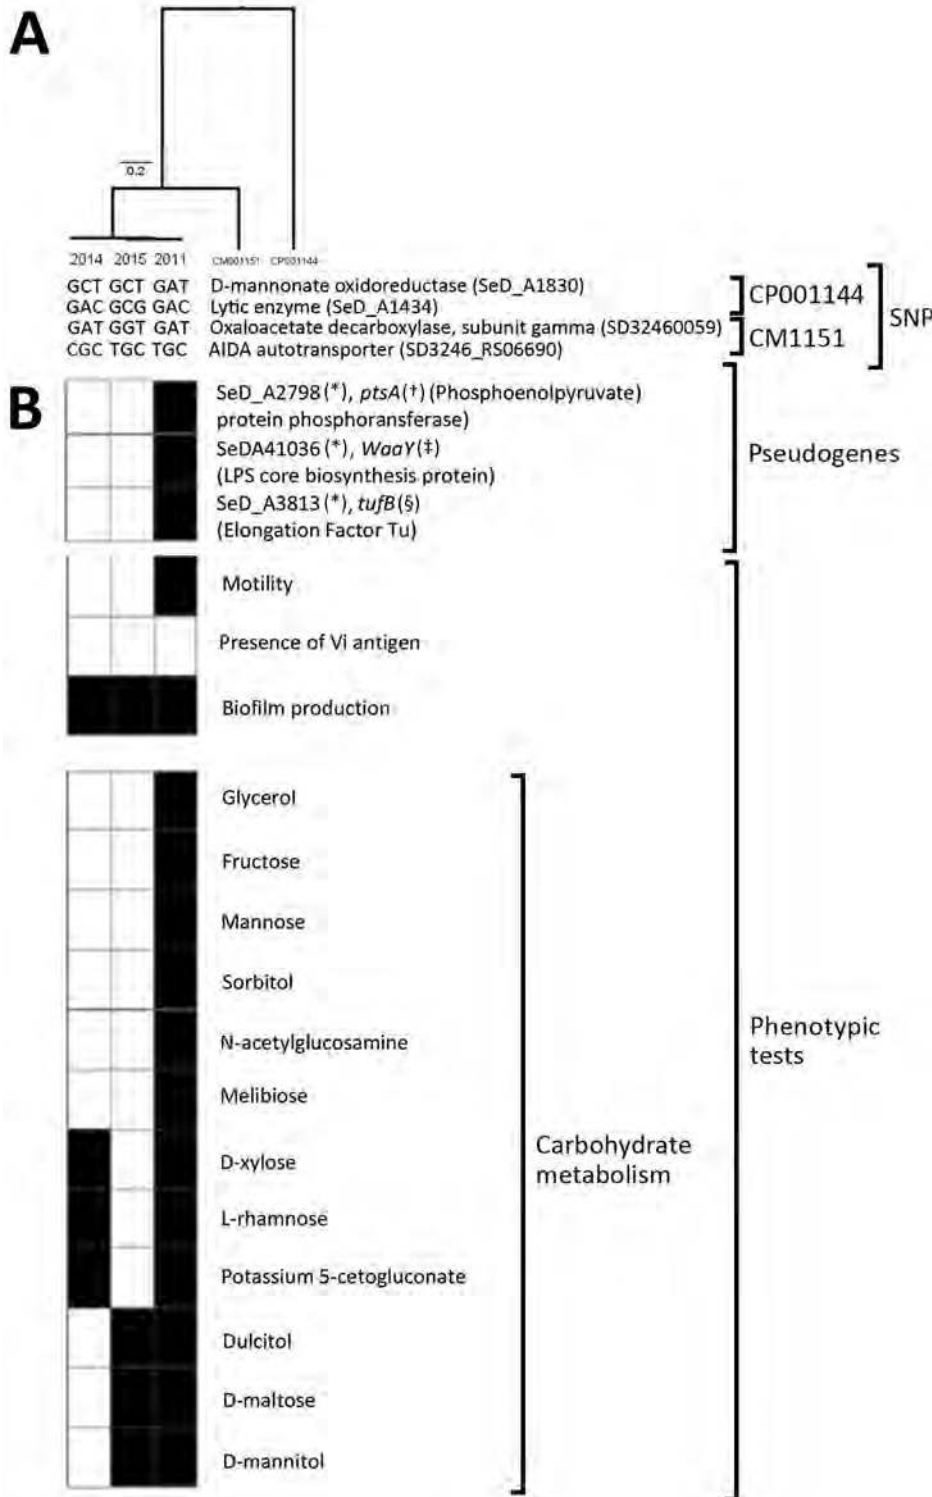 A
0.2
2014 2015 2011 CM001151 CP001144
GCT GCT GAT D-mannonate oxidoreductase (SeD_A1830)
GAC GCG GAC Lytic enzyme (SeD_A1434)
GAT GGT GAT Oxaloacetate decarboxylase, subunit gamma (SD32460059)
CGC TGC TGC AIDA autotransporter (SD3246_RS06690)
CP001144
CM1151
SNP
B
SeD_A2798(*), ptsA(†) (Phosphoenolpyruvate)
protein phosphoransferase)
SeDA41036(*), WaaY(‡)
(LPS core biosynthesis protein)
SeD_A3813(*), tufB(§)
(Elongation Factor Tu)
Pseudogenes
Motility
Presence of Vi antigen
Biofilm production
Glycerol
Fructose
Mannose
Sorbitol
N-acetylglucosamine
Melibiose
D-xylose
L-rhamnose
Potassium 5-cetogluconate
Dulcitol
D-maltose
D-mannitol
Carbohydrate
metabolism
Phenotypic
tests